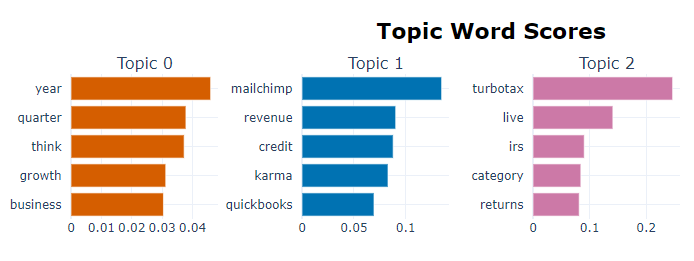 Topic Word Scores
Topic 0
year
quarter
think
growth
business
0 0.01 0.02 0.03 0.04
Topic 1
mailchimp
revenue
credit
karma
quickbooks
0 0.05 0.1
Topic 2
turbotax
live
irs
category
returns
0 0.1 0.2